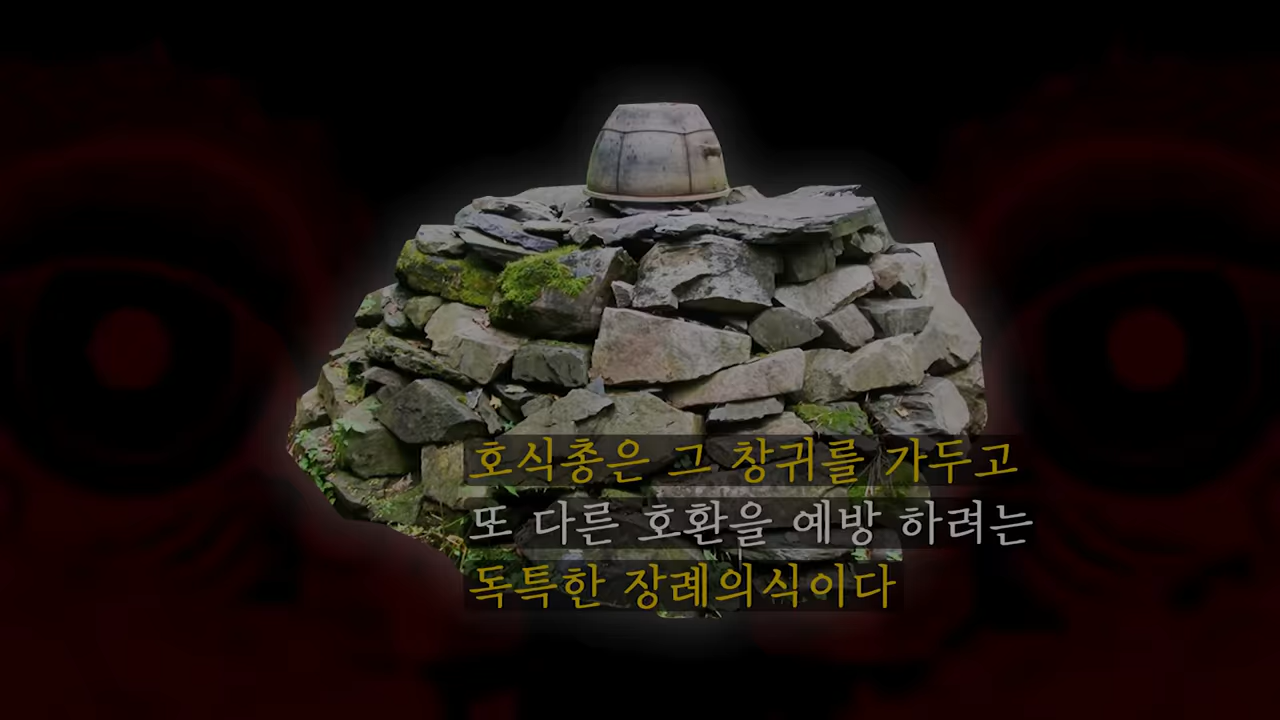 호식총은 그 창귀를 가두고
또 다른 호환을 예방 하려는
독특한 장례의식이다